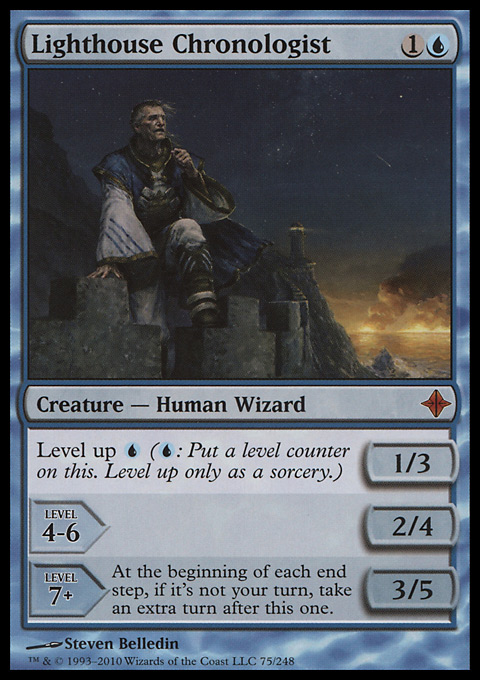 Lighthouse Chronologist 1
Creature — Human Wizard
Level up (: Put a level counter
on this. Level up only as a sorcery.)
1/3
LEVEL
4-6
2/4
LEVEL
7+
At the beginning of each end
step, if it's not your turn, take
an extra turn after this one.
3/5
Steven Belledin
™ & © 1993–2010 Wizards of the Coast LLC 75/248